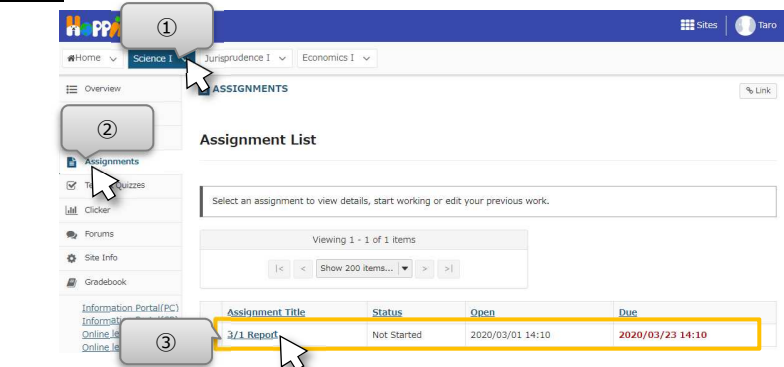 ①
Sites
Taro
Home
Science I
Jurisprudence I
Economics I
Overview
ASSIGNMENTS
Link
②
Assignment List
Assignments
Quizzes
Select an assignment to view details, start working or edit your previous work.
Clicker
Forums
Viewing 1 - 1 of 1 items
Site Info
|< < Show 200 items... > >|
Gradebook
Information Portal(PC)
Assignment Title Status Open Due
Online
③
3/1 Report Not Started 2020/03/01 14:10 2020/03/23 14:10
Online